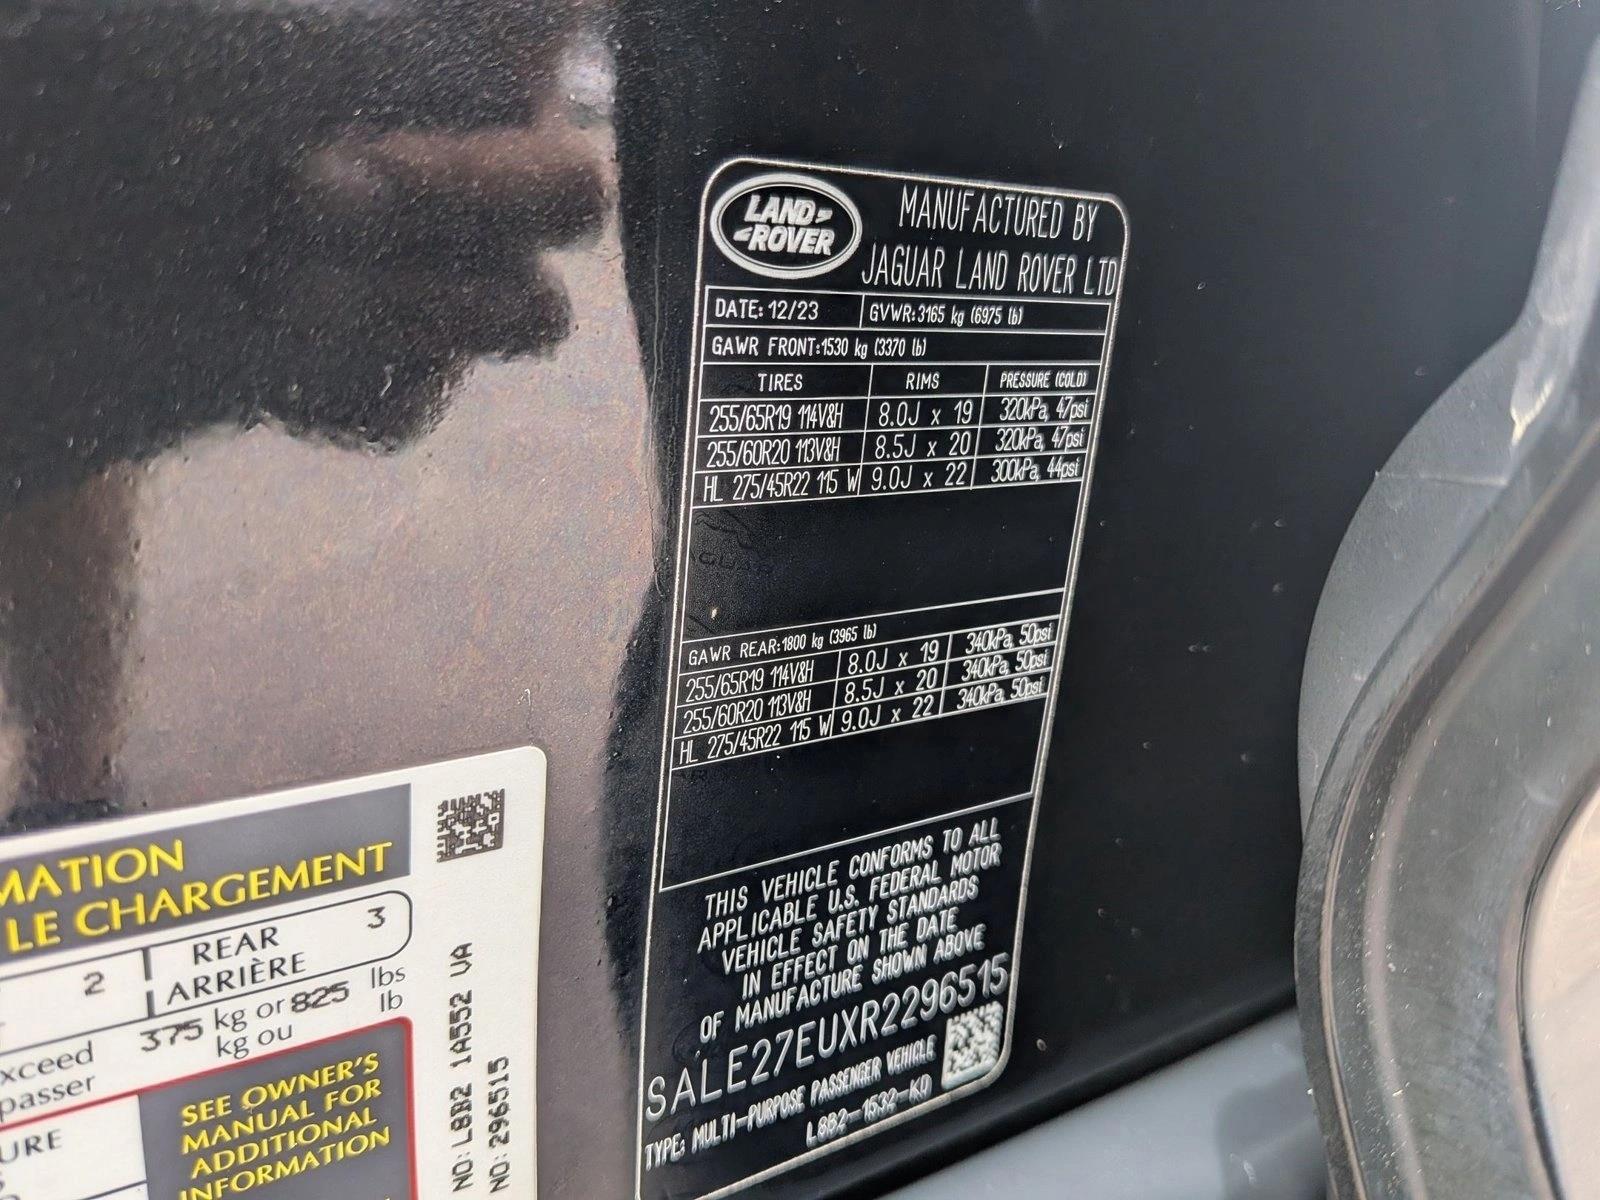 LAND-
-ROVER
MANUFACTURED BY
JAGUAR LAND ROVER LTD
DATE: 12/23 GVWR:3165 kg (6975 lb)
GAWR FRONT:1530 kg (3370 lb)
TIRES RIMS PRESSURE (COLD)
255/65R19 114V&H 8.0J x 19 320kPa, 47psi
255/60R20 113V&H 8.5J x 20 320kPa, 47psi
HL 275/45R22 115 W 9.0J x 22 300kPa, 44psi
GAWR REAR:1800 kg (3965 lb)
255/65R19 114V&H 8.0J x 19 340kPa, 50psi
255/60R20 113V&H 8.5J x 20 340kPa, 50psi
HL 275/45R22 115 W 9.0J x 22 340kPa, 50psi
THIS VEHICLE CONFORMS TO ALL
APPLICABLE U.S. FEDERAL MOTOR
VEHICLE SAFETY STANDARDS
IN EFFECT ON THE DATE
OF MANUFACTURE SHOWN ABOVE
SALE27EUXR2296515
TYPE: MULTI-PURPOSE PASSENGER VEHICLE
L8B2-1532-KD
MATION
LE CHARGEMENT
2 REAR 3
ARRIÈRE
xceed 375 kg or 825 lbs
passer kg ou lb
URE
SEE OWNER'S
MANUAL FOR
ADDITIONAL
INFORMATION
NO: L8B2 1A552 UA
NO: 296515